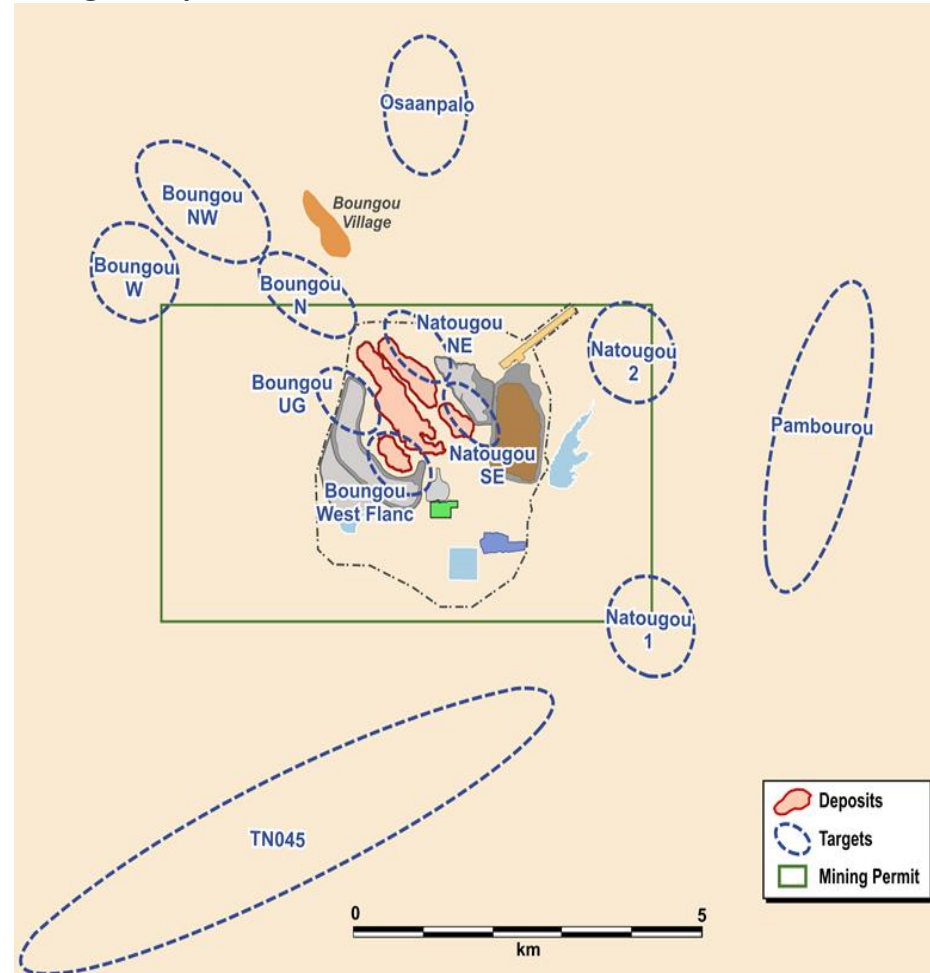 Osaanpalo
Boungou
NW
Boungou
Village
Boungou
W
Boungou
N
Natougou
NE
Natougou
2
Boungou
UG
Pambourou
Natougou
SE
Boungou
West Flanc
Natougou
1
TN045
Deposits
Targets
Mining Permit
0 5
km